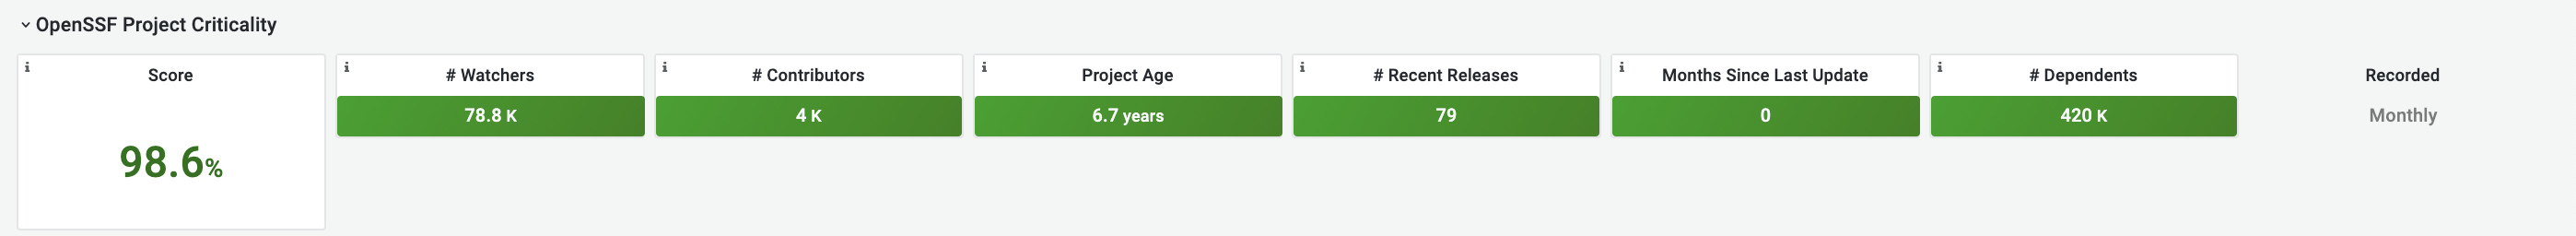 OpenSSF Project Criticality
Score
98.6%
# Watchers
78.8 K
# Contributors
4 K
Project Age
6.7 years
# Recent Releases
79
Months Since Last Update
0
# Dependents
420 K
Recorded
Monthly